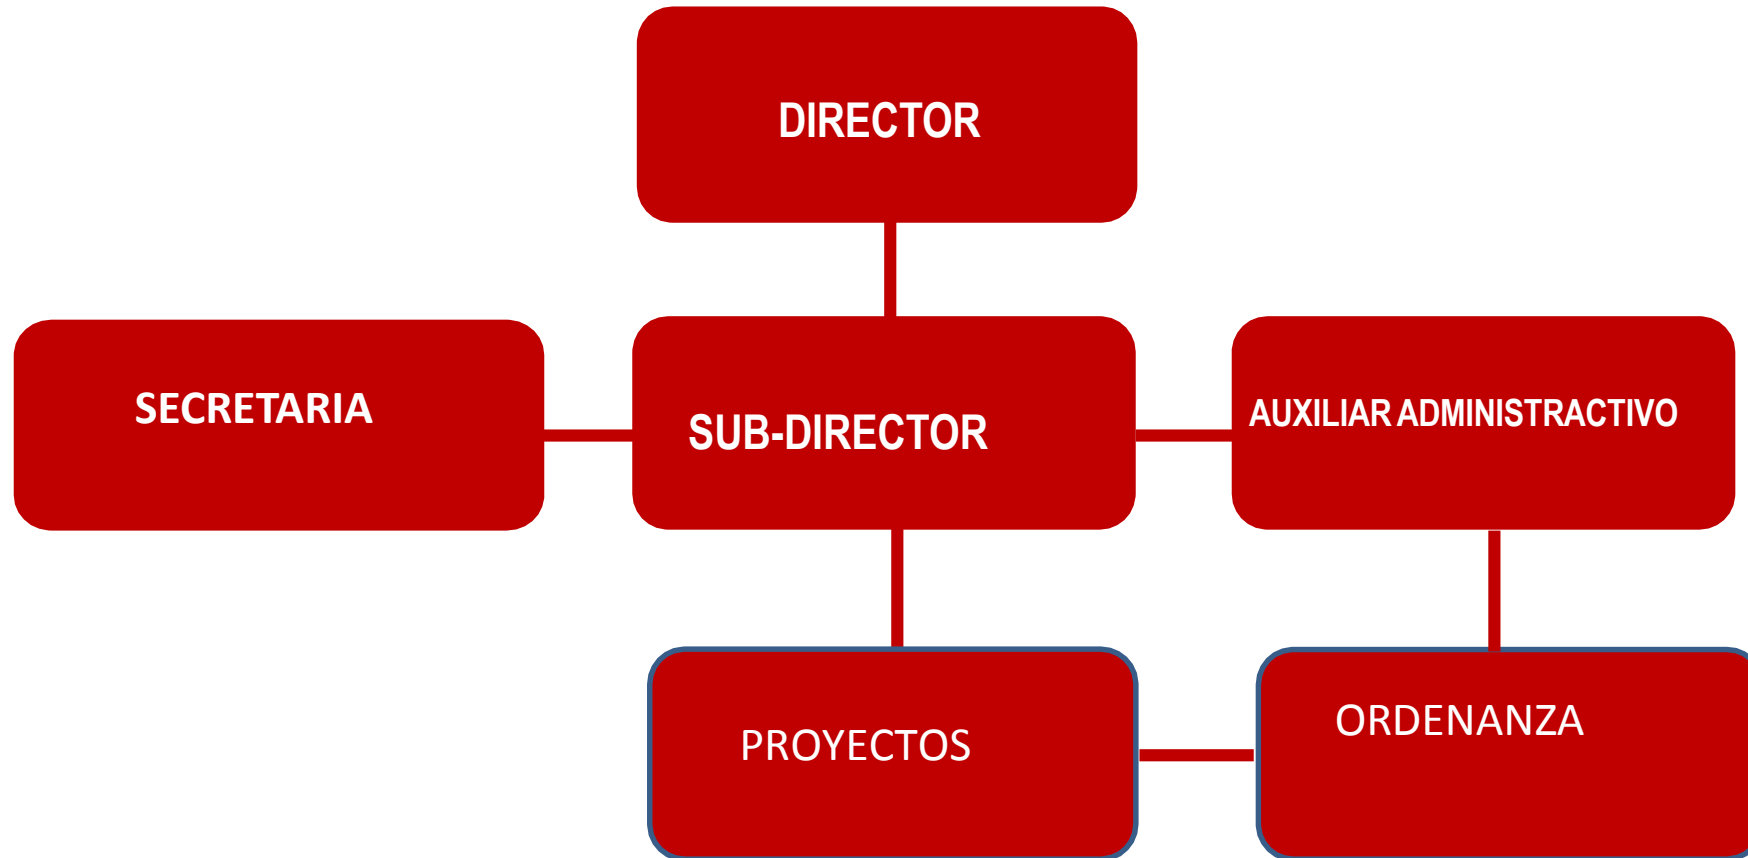 DIRECTOR
SECRETARIA
SUB-DIRECTOR
AUXILIAR ADMINISTRACTIVO
PROYECTOS
ORDENANZA